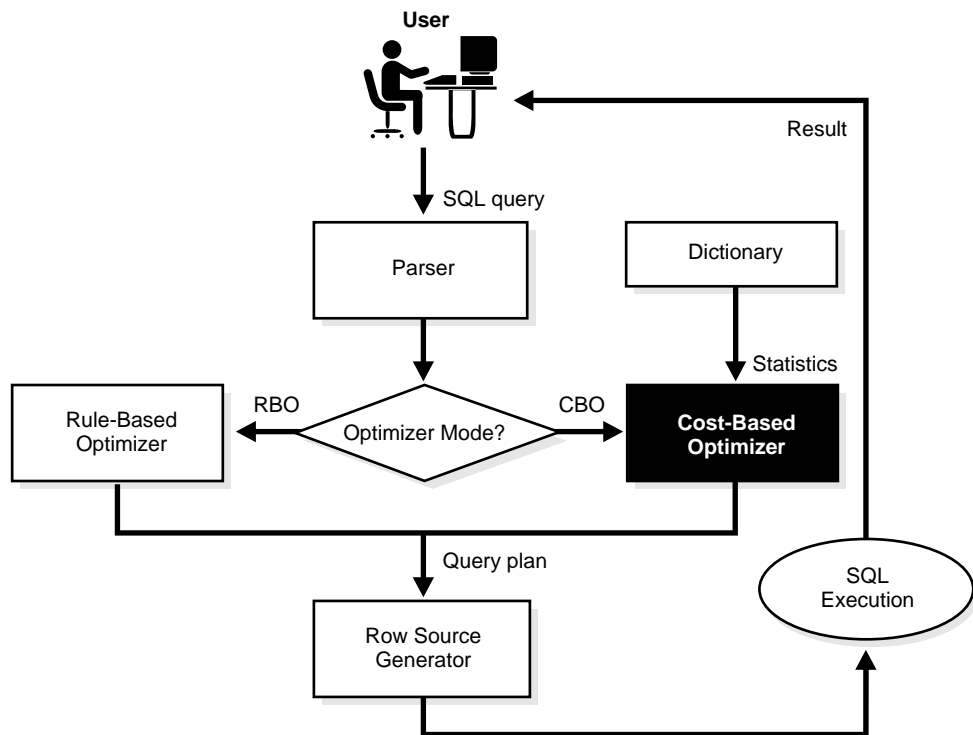 User
Result
SQL query
Parser
Dictionary
Statistics
RBO
CBO
Rule-Based
Optimizer
Optimizer Mode?
Cost-Based
Optimizer
Query plan
SQL
Execution
Row Source
Generator